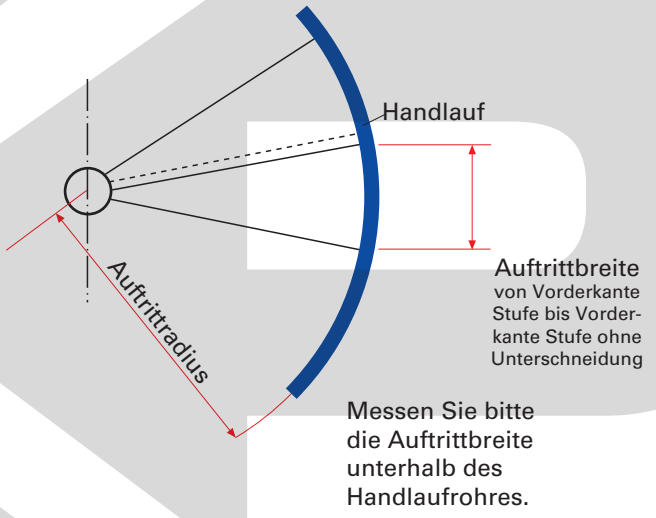 Handlauf
Auftrittradius
Auftrittbreite
von Vorderkante
Stufe bis Vorder-
kante Stufe ohne
Unterschneidung
Messen Sie bitte
die Auftrittbreite
unterhalb des
Handlaufrohres.